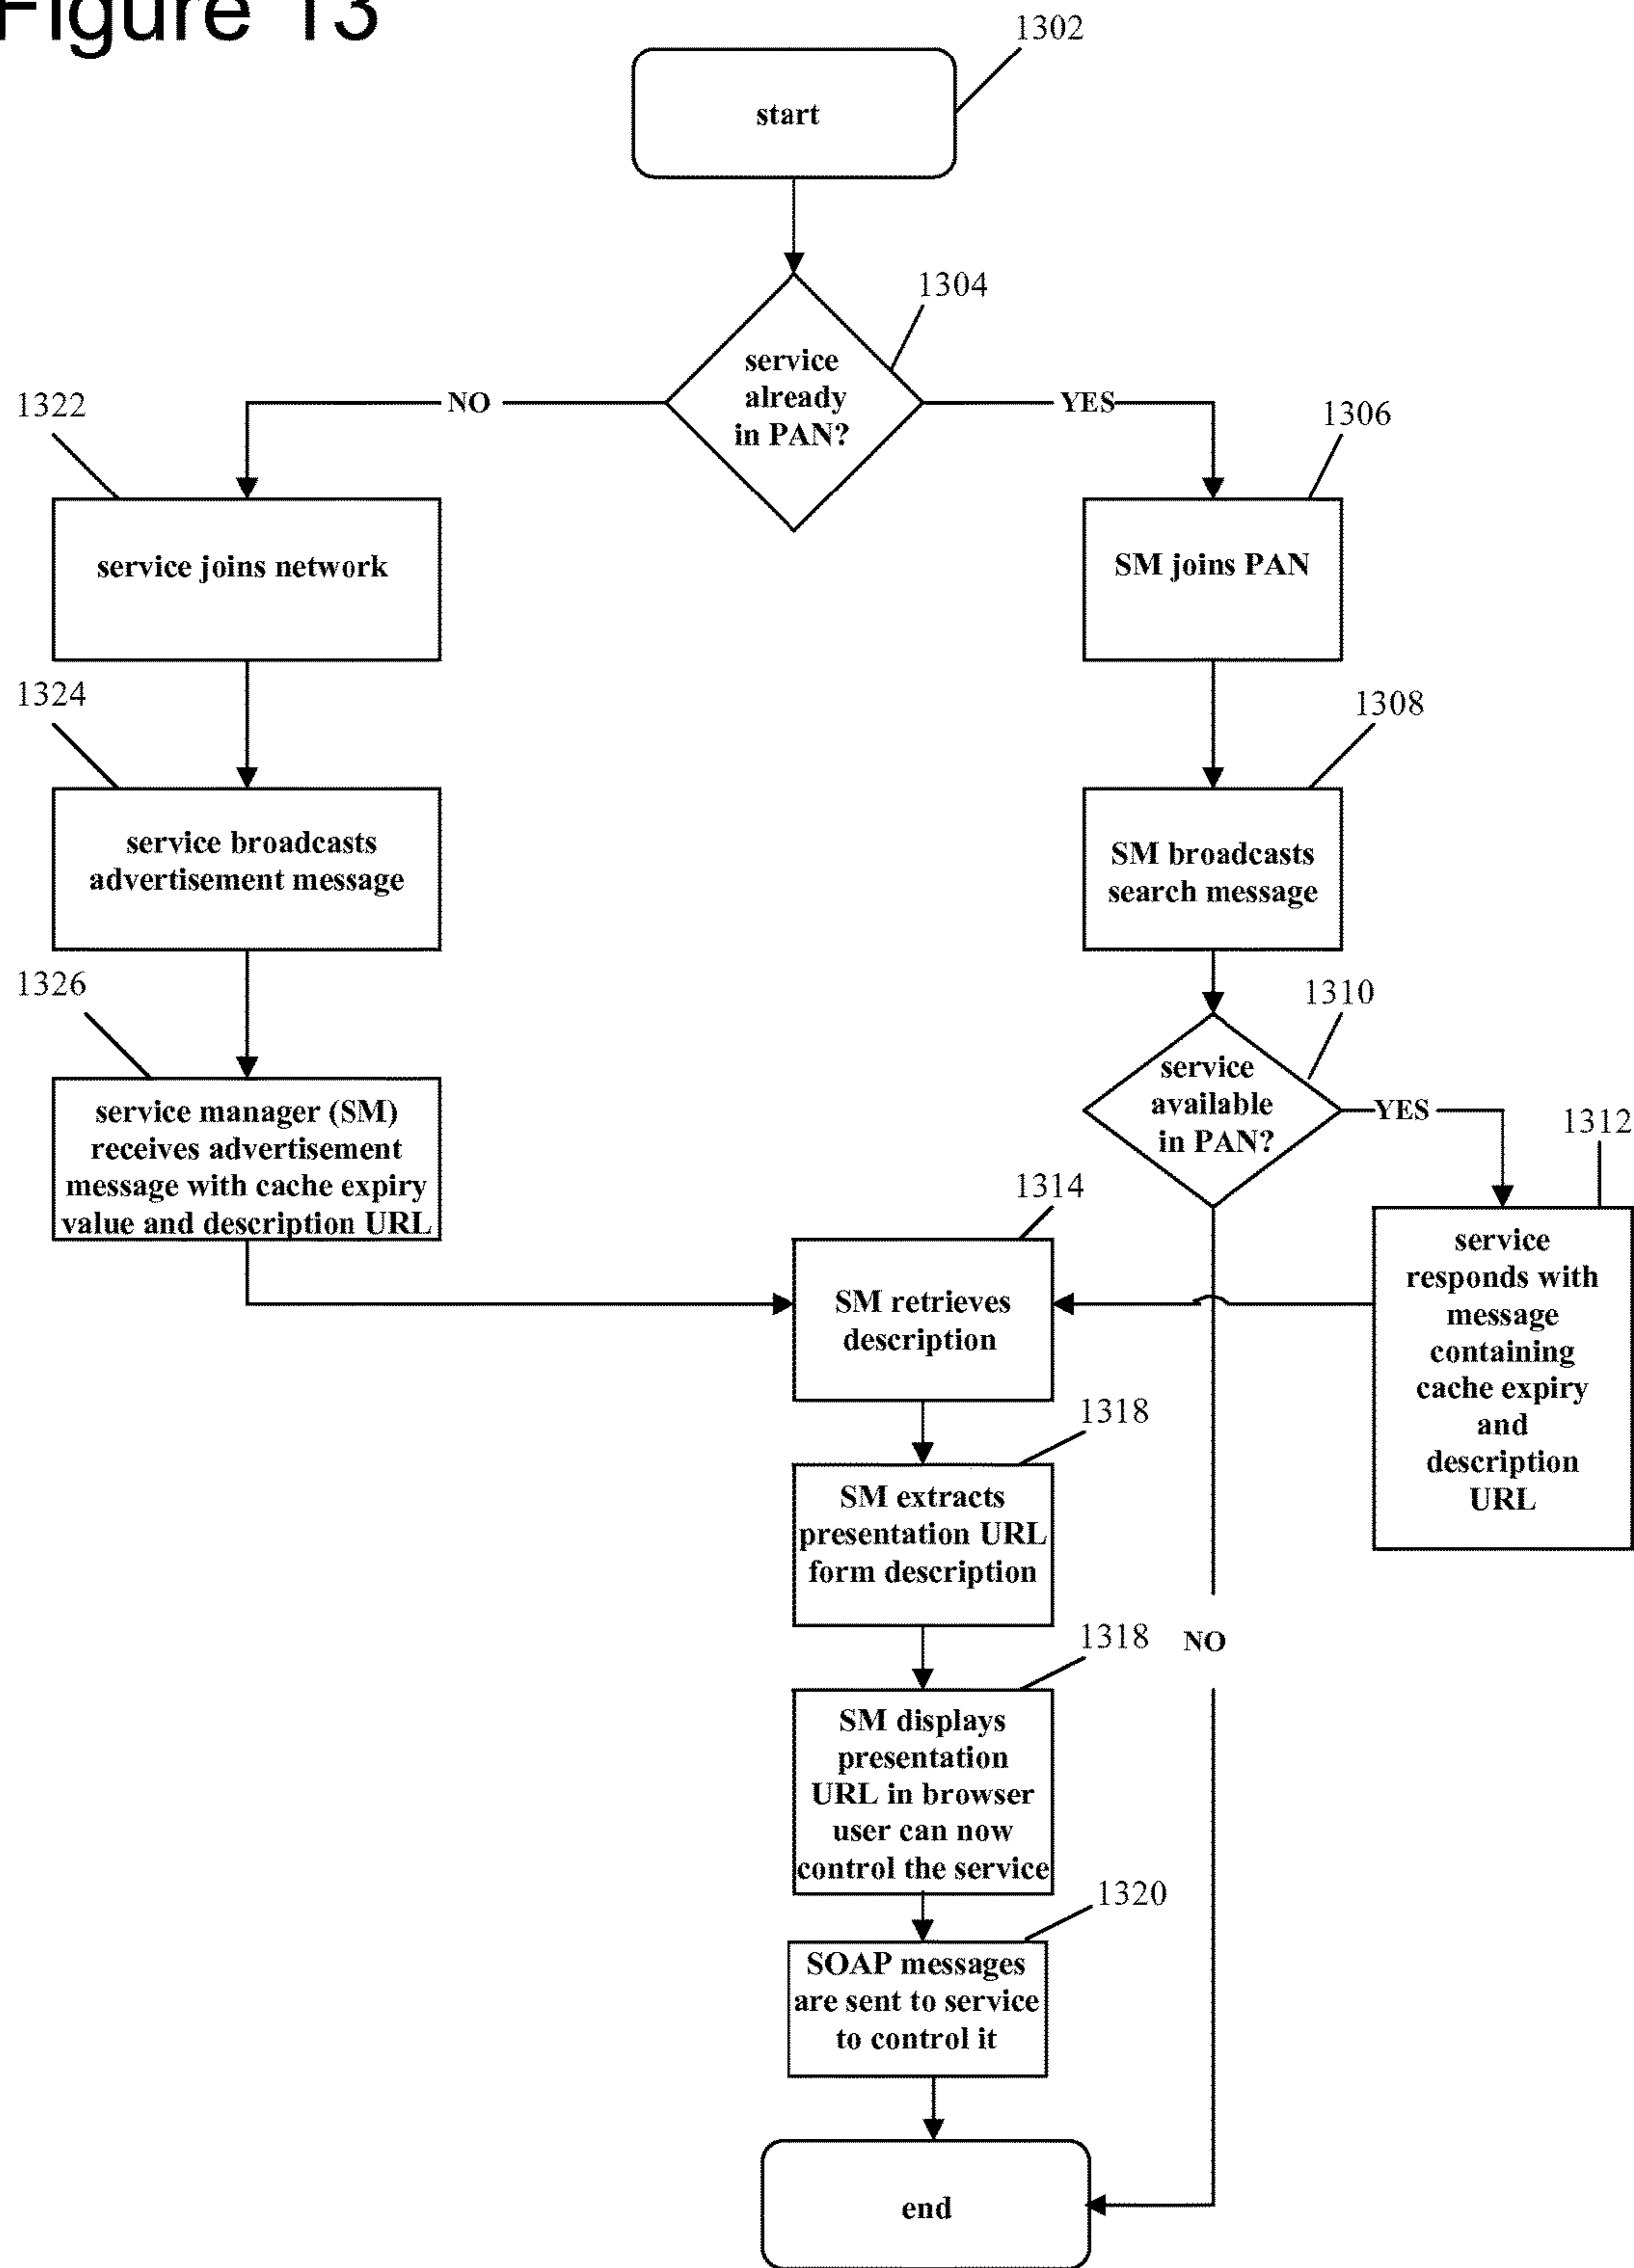 Figure 13
1302
start
1304
service
already
in PAN?
NO
YES
1322
1306
service joins network
SM joins PAN
1324
1308
service broadcasts
advertisement message
SM broadcasts
search message
1326
1310
service manager (SM)
receives advertisement
message with cache expiry
value and description URL
service
available
in PAN?
YES
1312
1314
service
responds with
message
containing
cache expiry
and
description
URL
SM retrieves
description
1318
SM extracts
presentation URL
form description
1318
NO
SM displays
presentation
URL in browser
user can now
control the service
1320
SOAP messages
are sent to service
to control it
end